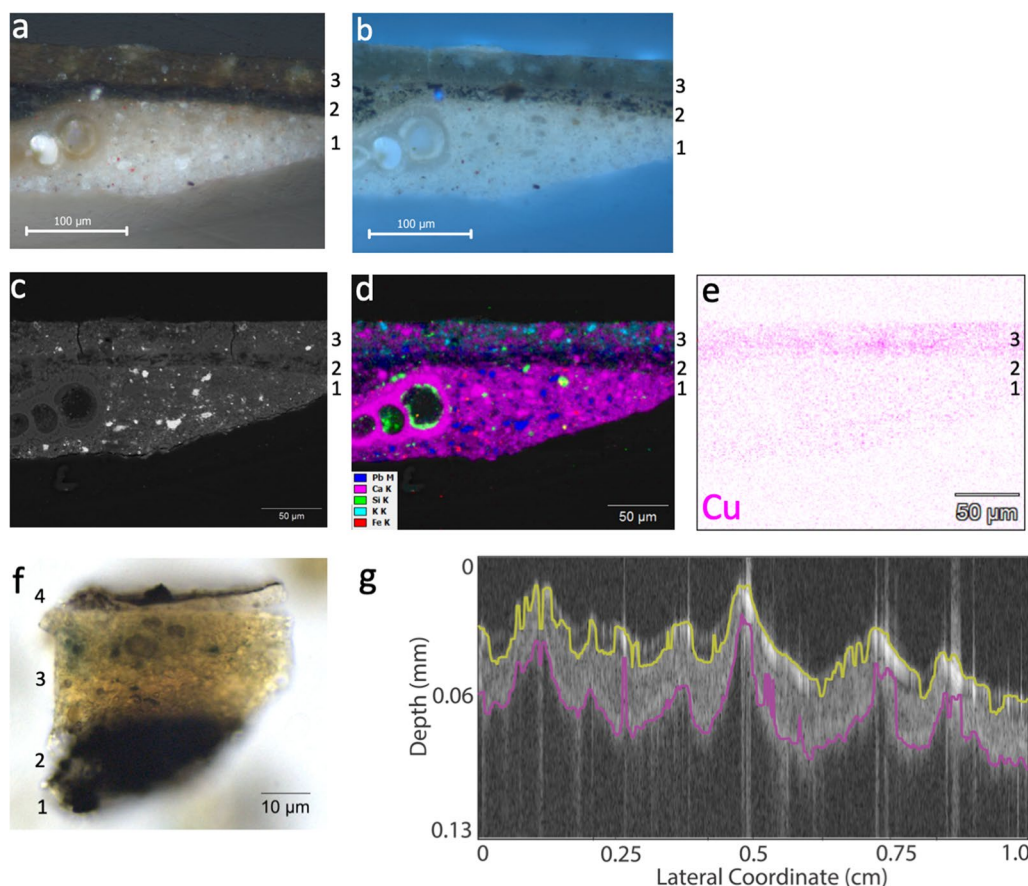 a
3
2
1
100 µm
b
3
2
1
100 µm
c
3
2
1
50 µm
d
3
2
1
Pb M
Ca K
Si K
K K
Fe K
50 µm
e
3
2
1
Cu
50 µm
f
4
3
2
1
10 µm
g
0
0.06
0.13
Depth (mm)
0
0.25
0.5
0.75
1.0
Lateral Coordinate (cm)